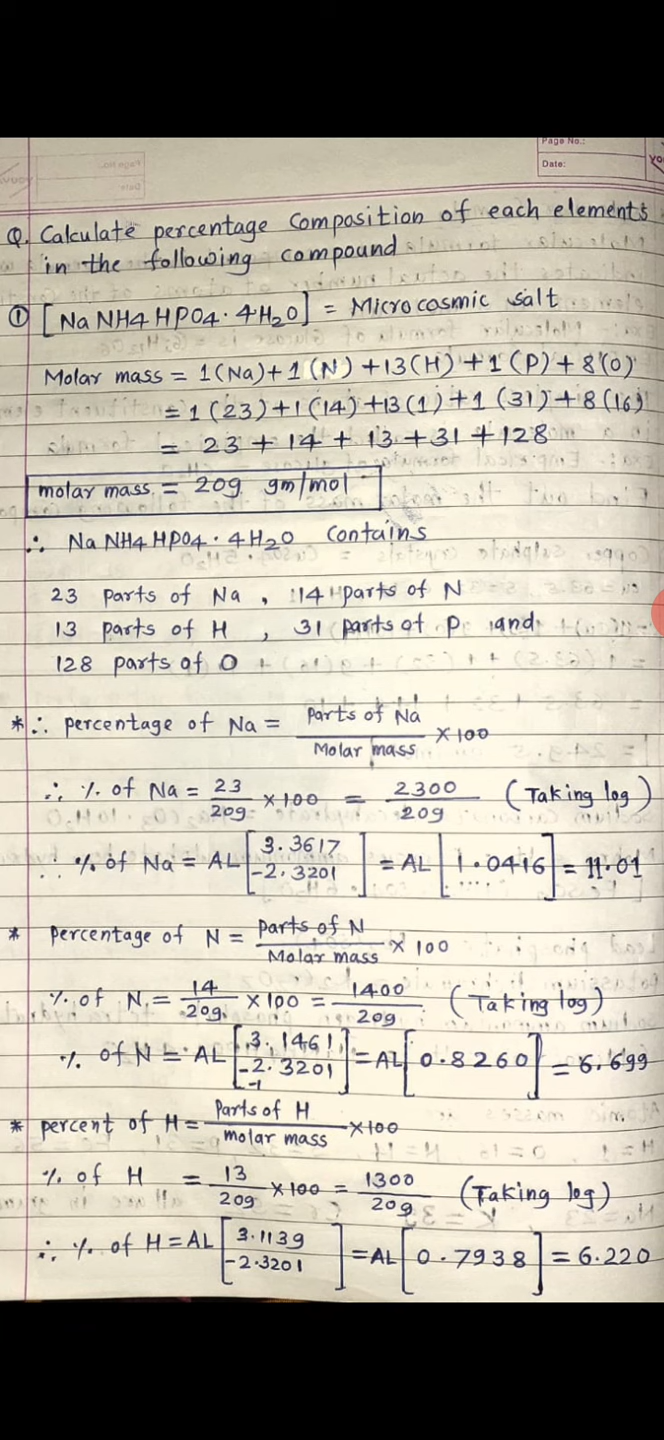 Page No.:
Date:
Q. Calculate percentage Composition of each elements
in the following compound
① [NaNH4HPO4·4H2O] = Microcosmic salt
Molar mass = 1(Na)+1(N)+13(H)+1(P)+8(O)
= 1(23)+1(14)+13(1)+1(31)+8(16)
= 23+14+13+31+128
molar mass = 209 gm/mol
∴ NaNH4HPO4·4H2O Contains
23 Parts of Na, 14 parts of N
13 parts of H, 31 parts of P and
128 parts of O
*∴ percentage of Na = Parts of Na / Molar mass ×100
∴ % of Na = 23/209 ×100 = 2300/209 (Taking log)
∴ % of Na = AL [3.3617 -2.3201] = AL [1.0416] = 11.01
* Percentage of N = Parts of N / Molar mass × 100
% of N = 14/209 ×100 = 1400/209 (Taking log)
% of N = AL [3.1461 -2.3201] = AL [0.8260] = 6.699
* percent of H = Parts of H / molar mass ×100
% of H = 13/209 ×100 = 1300/209 (Taking log)
∴ % of H = AL [3.1139 -2.3201] = AL [0.7938] = 6.220